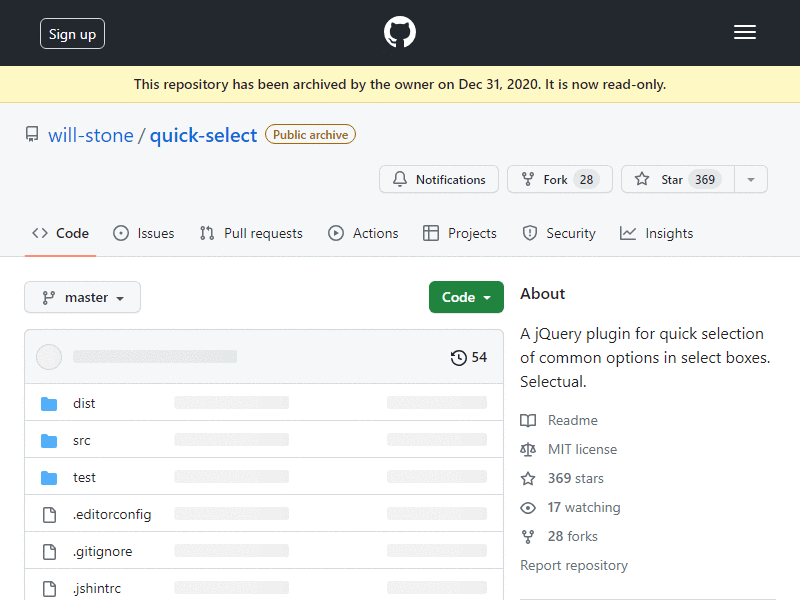 Sign up
This repository has been archived by the owner on Dec 31, 2020. It is now read-only.
will-stone / quick-select Public archive
Notifications Fork 28 Star 369
Code Issues Pull requests Actions Projects Security Insights
master Code
54
dist
src
test
.editorconfig
.gitignore
.jshintrc
About
A jQuery plugin for quick selection
of common options in select boxes.
Selectual.
Readme
MIT license
369 stars
17 watching
28 forks
Report repository